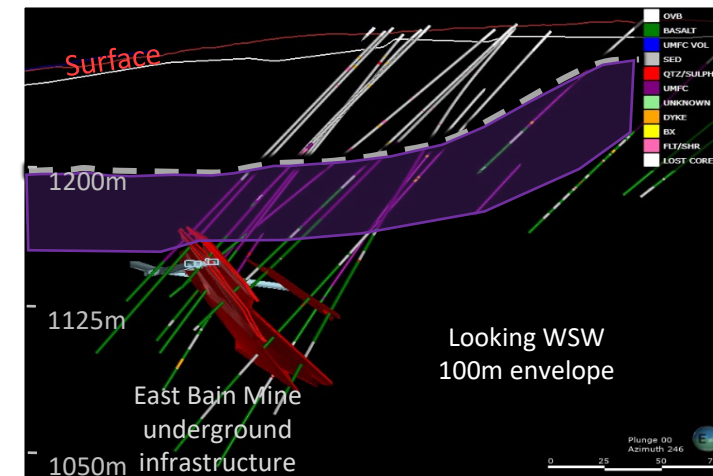 OVB
BASALT
UMFC VOL
SED
QTZ/SULPH
UMFC
UNKNOWN
DYKE
BX
FLT/SHR
LOST CORE
Surface
1200m
1125m
Looking WSW
100m envelope
East Bain Mine
underground
infrastructure
1050m
Plunge 00
Azimuth 246
E
0 25 50